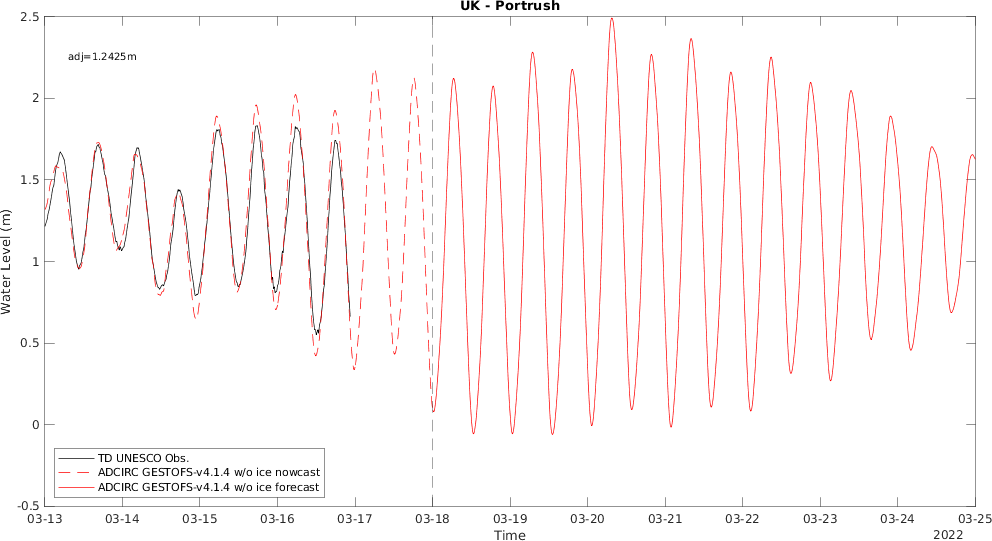 UK - Portrush
adj=1.2425m
Water Level (m)
2.5
2
1.5
1
0.5
0
-0.5
TD UNESCO Obs.
ADCIRC GESTOFS-v4.1.4 w/o ice nowcast
ADCIRC GESTOFS-v4.1.4 w/o ice forecast
03-13 03-14 03-15 03-16 03-17 03-18 03-19 03-20 03-21 03-22 03-23 03-24 03-25
Time
2022